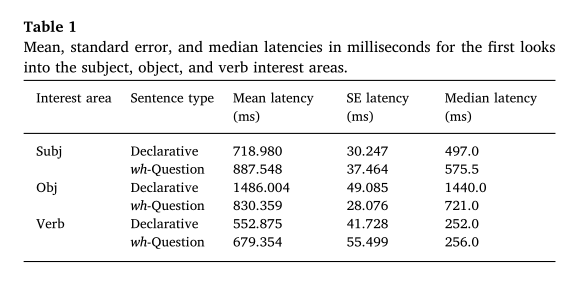 Table 1
Mean, standard error, and median latencies in milliseconds for the first looks
into the subject, object, and verb interest areas.
Interest area Sentence type Mean latency SE latency Median latency
(ms) (ms) (ms)
Subj Declarative 718.980 30.247 497.0
wh-Question 887.548 37.464 575.5
Obj Declarative 1486.004 49.085 1440.0
wh-Question 830.359 28.076 721.0
Verb Declarative 552.875 41.728 252.0
wh-Question 679.354 55.499 256.0